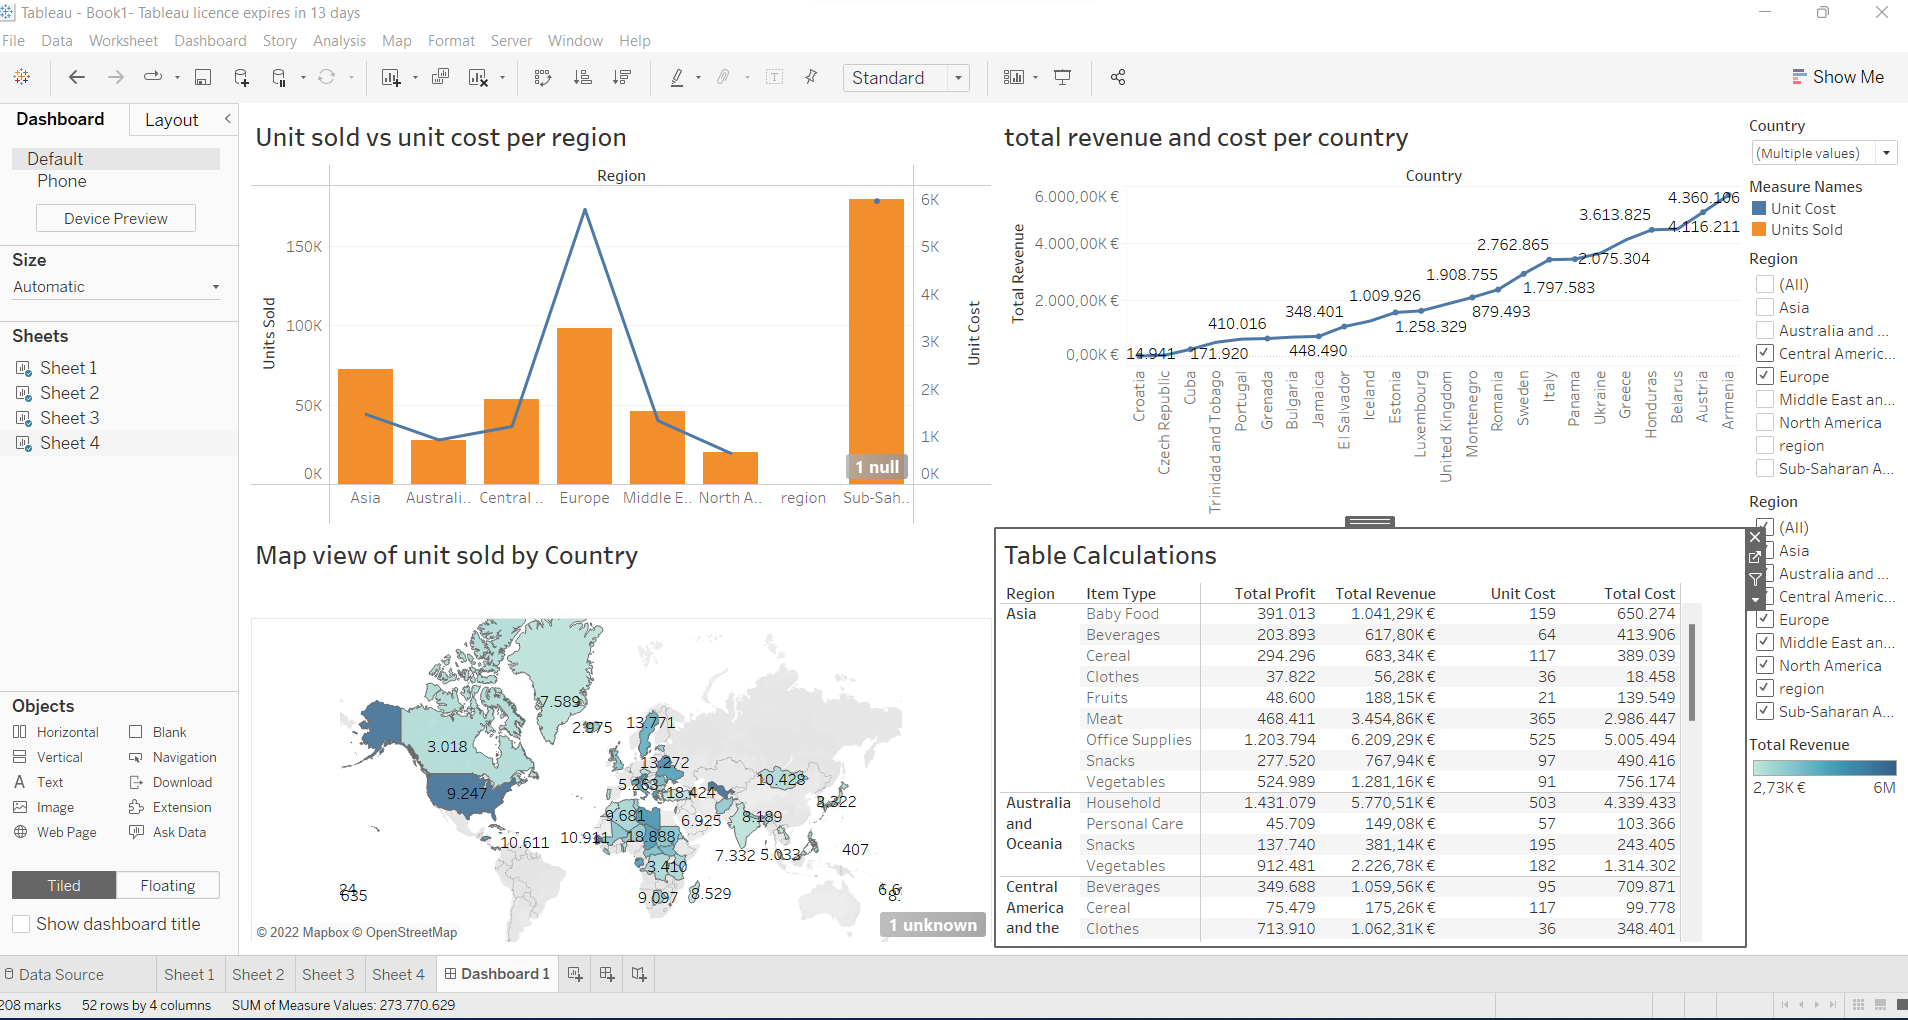 Tableau - Book1- Tableau licence expires in 13 days
File Data Worksheet Dashboard Story Analysis Map Format Server Window Help
Standard
Show Me
Dashboard Layout
Default
Phone
Device Preview
Size
Automatic
Sheets
Sheet 1
Sheet 2
Sheet 3
Sheet 4
Objects
Horizontal Blank
Vertical Navigation
Text Download
Image Extension
Web Page Ask Data
Tiled Floating
Show dashboard title
Unit sold vs unit cost per region
Region
Units Sold
150K
100K
50K
0K
6K
5K
4K
3K
2K
1K
0K
Unit Cost
1 null
Asia Australi.. Central .. Europe Middle E.. North A.. region Sub-Sah..
total revenue and cost per country
Country
Total Revenue
6.000,00K €
4.000,00K €
2.000,00K €
0,00K €
4.360.106
3.613.825
4.116.211
2.762.865
2.075.304
1.908.755
1.797.583
1.009.926
348.401
879.493
410.016
1.258.329
14.941
171.920
448.490
Croatia
Czech Republic
Cuba
Trinidad and Tobago
Portugal
Grenada
Bulgaria
Jamaica
El Salvador
Iceland
Estonia
Luxembourg
United Kingdom
Montenegro
Romania
Sweden
Italy
Panama
Ukraine
Greece
Honduras
Belarus
Austria
Armenia
Map view of unit sold by Country
7.589
2.975
13.771
3.018
13.272
5.263
10.428
9.247
18.424
3.322
9.681
6.925
8.189
10.611
10.911
18.888
7.332
5.033
407
3.410
635
9.097
8.529
1 unknown
© 2022 Mapbox © OpenStreetMap
Table Calculations
Region Item Type Total Profit Total Revenue Unit Cost Total Cost
Asia Baby Food 391.013 1.041,29K € 159 650.274
Beverages 203.893 617,80K € 64 413.906
Cereal 294.296 683,34K € 117 389.039
Clothes 37.822 56,28K € 36 18.458
Fruits 48.600 188,15K € 21 139.549
Meat 468.411 3.454,86K € 365 2.986.447
Office Supplies 1.203.794 6.209,29K € 525 5.005.494
Snacks 277.520 767,94K € 97 490.416
Vegetables 524.989 1.281,16K € 91 756.174
Australia Household 1.431.079 5.770,51K € 503 4.339.433
and Personal Care 45.709 149,08K € 57 103.366
Oceania Snacks 137.740 381,14K € 195 243.405
Vegetables 912.481 2.226,78K € 182 1.314.302
Central Beverages 349.688 1.059,56K € 95 709.871
America Cereal 75.479 175,26K € 117 99.778
and the Clothes 713.910 1.062,31K € 36 348.401
Country
(Multiple values)
Measure Names
Unit Cost
Units Sold
Region
(All)
Asia
Australia and ...
Central Americ...
Europe
Middle East an...
North America
region
Sub-Saharan A...
Region
(All)
Asia
Australia and ...
Central Americ...
Europe
Middle East an...
North America
region
Sub-Saharan A...
Total Revenue
2,73K € 6M
Data Source Sheet 1 Sheet 2 Sheet 3 Sheet 4 Dashboard 1
208 marks 52 rows by 4 columns SUM of Measure Values: 273.770.629